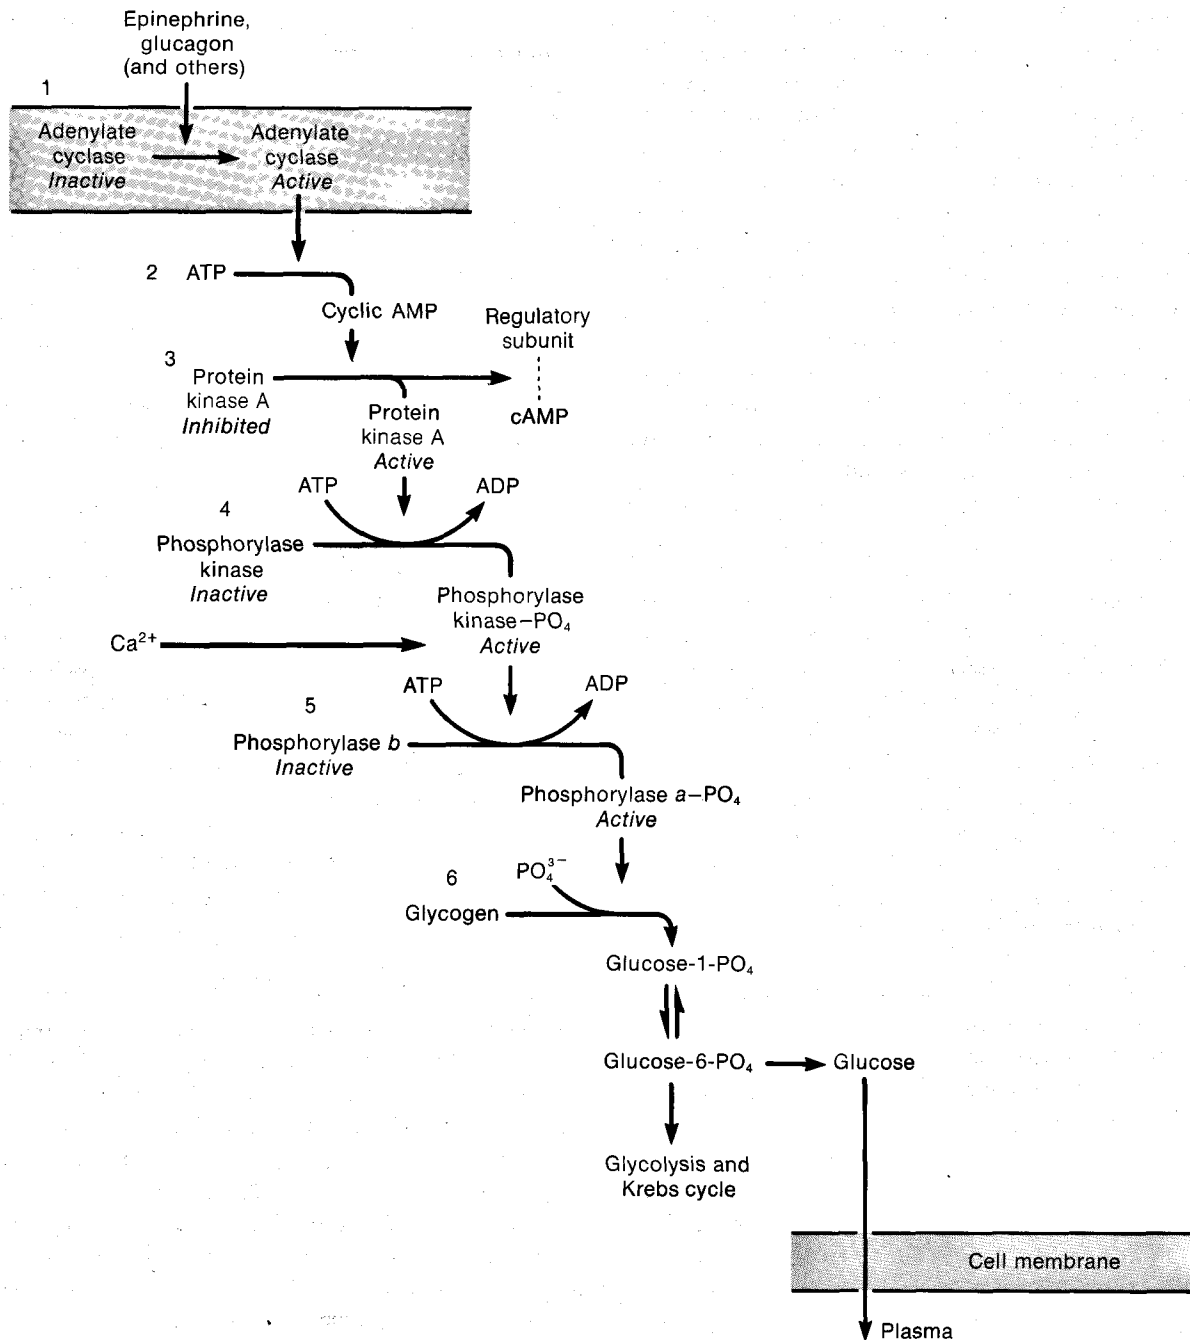 Epinephrine,
glucagon
(and others)
1
Adenylate
cyclase
Inactive
Adenylate
cyclase
Active
2
ATP
Cyclic AMP
Regulatory
subunit
3
Protein
kinase A
Inhibited
cAMP
Protein
kinase A
Active
ATP
ADP
4
Phosphorylase
kinase
Inactive
Phosphorylase
kinase–PO₄
Active
Ca²⁺
ATP
ADP
5
Phosphorylase b
Inactive
Phosphorylase a–PO₄
Active
6
PO₄³⁻
Glycogen
Glucose-1-PO₄
Glucose-6-PO₄
Glucose
Glycolysis and
Krebs cycle
Cell membrane
Plasma